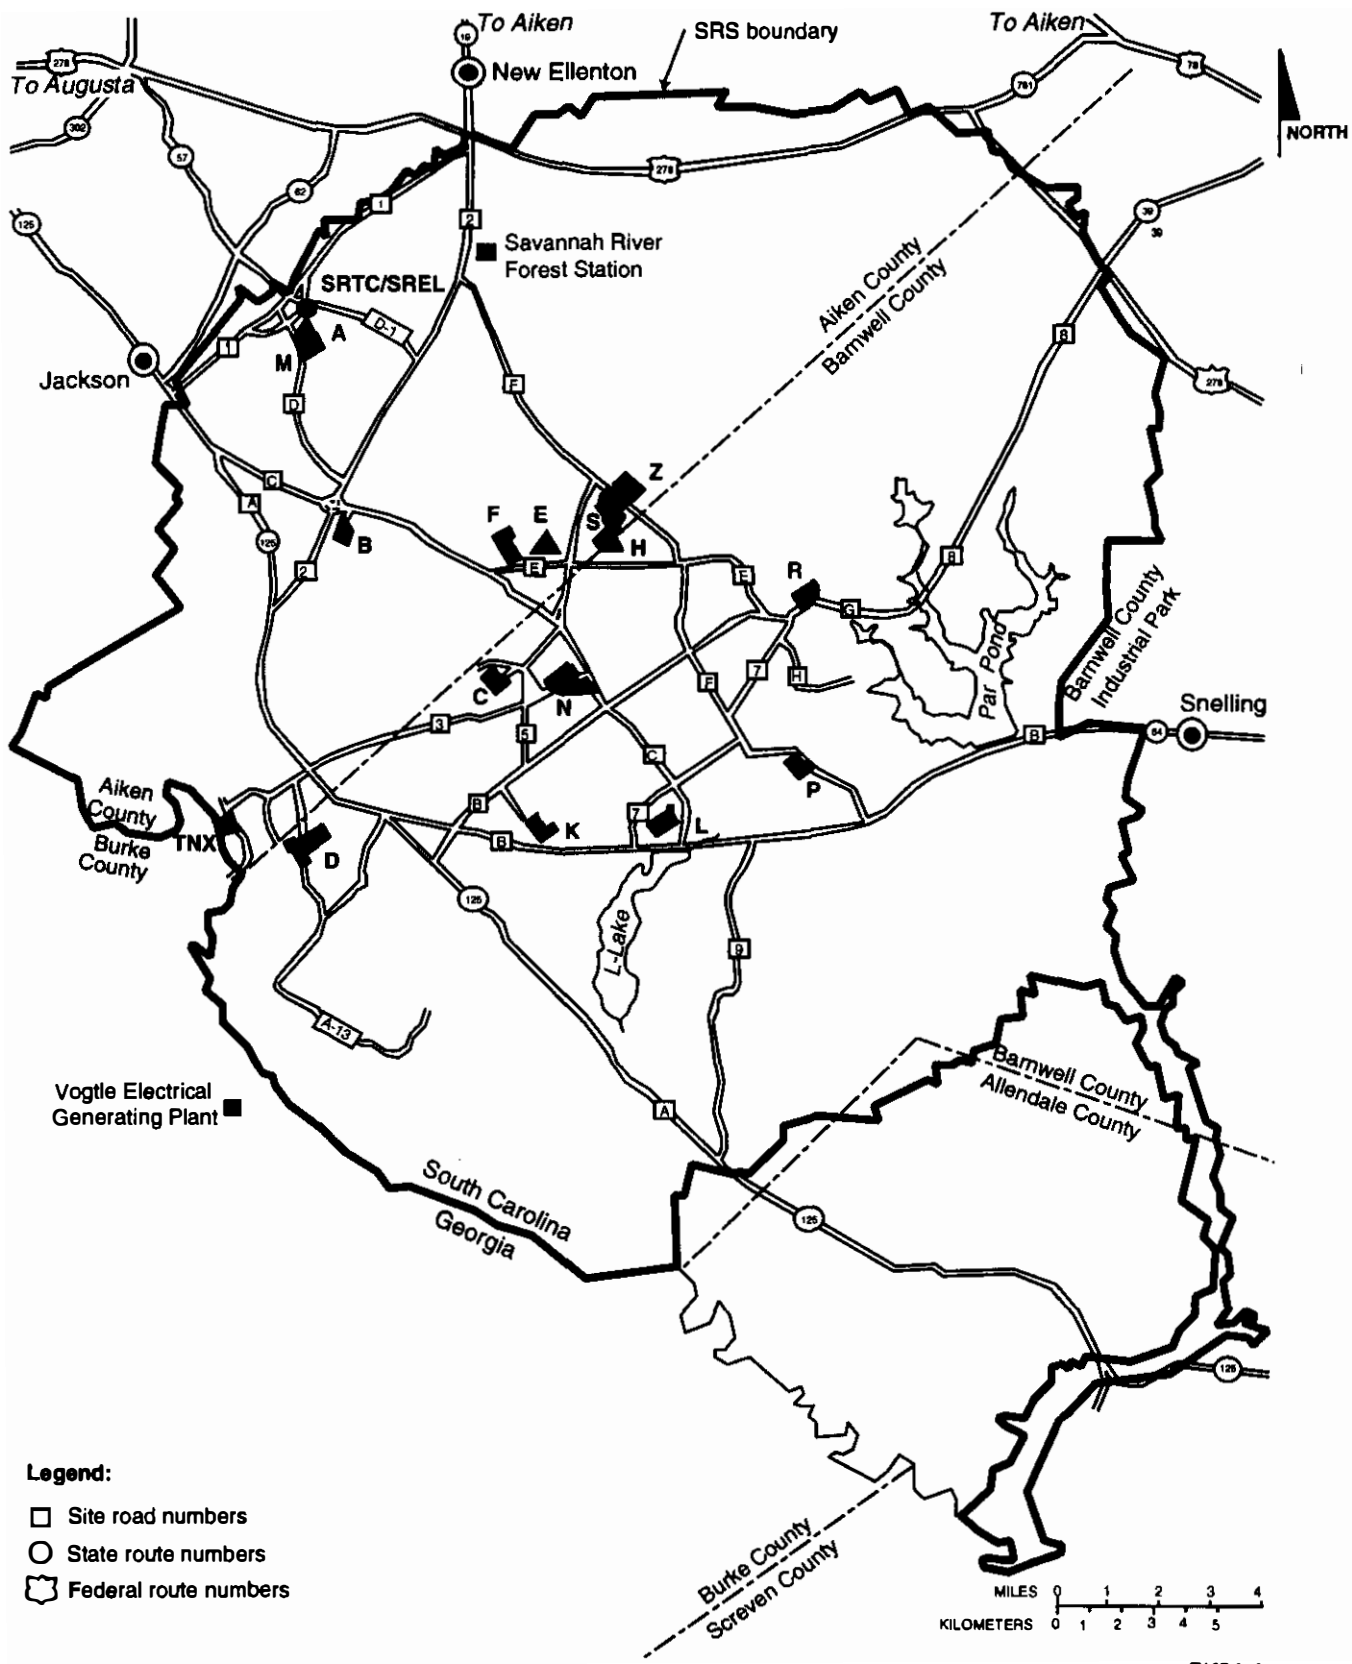 To Aiken
19
SRS boundary
To Aiken
278
To Augusta
New Ellenton
781
78
302
NORTH
57
62
1
278
125
2
39
39
Savannah River
Forest Station
Aiken County
Barnwell County
SRTC/SREL
A
D-1
M
1
8
Jackson
F
D
278
C
A
Z
S
F
E
H
B
125
2
E
E
8
R
G
Barnwell County
Industrial Park
Par Pond
C
N
F
7
H
3
5
Snelling
B
64
C
P
Aiken
County
Burke
County
TNX
D
B
K
7
L
B
125
L-Lake
9
A-13
Barnwell County
Allendale County
Vogtle Electrical
Generating Plant
A
South Carolina
Georgia
125
125
Legend:
Site road numbers
State route numbers
Federal route numbers
Burke County
Screven County
MILES 0 1 2 3 4
KILOMETERS 0 1 2 3 4 5